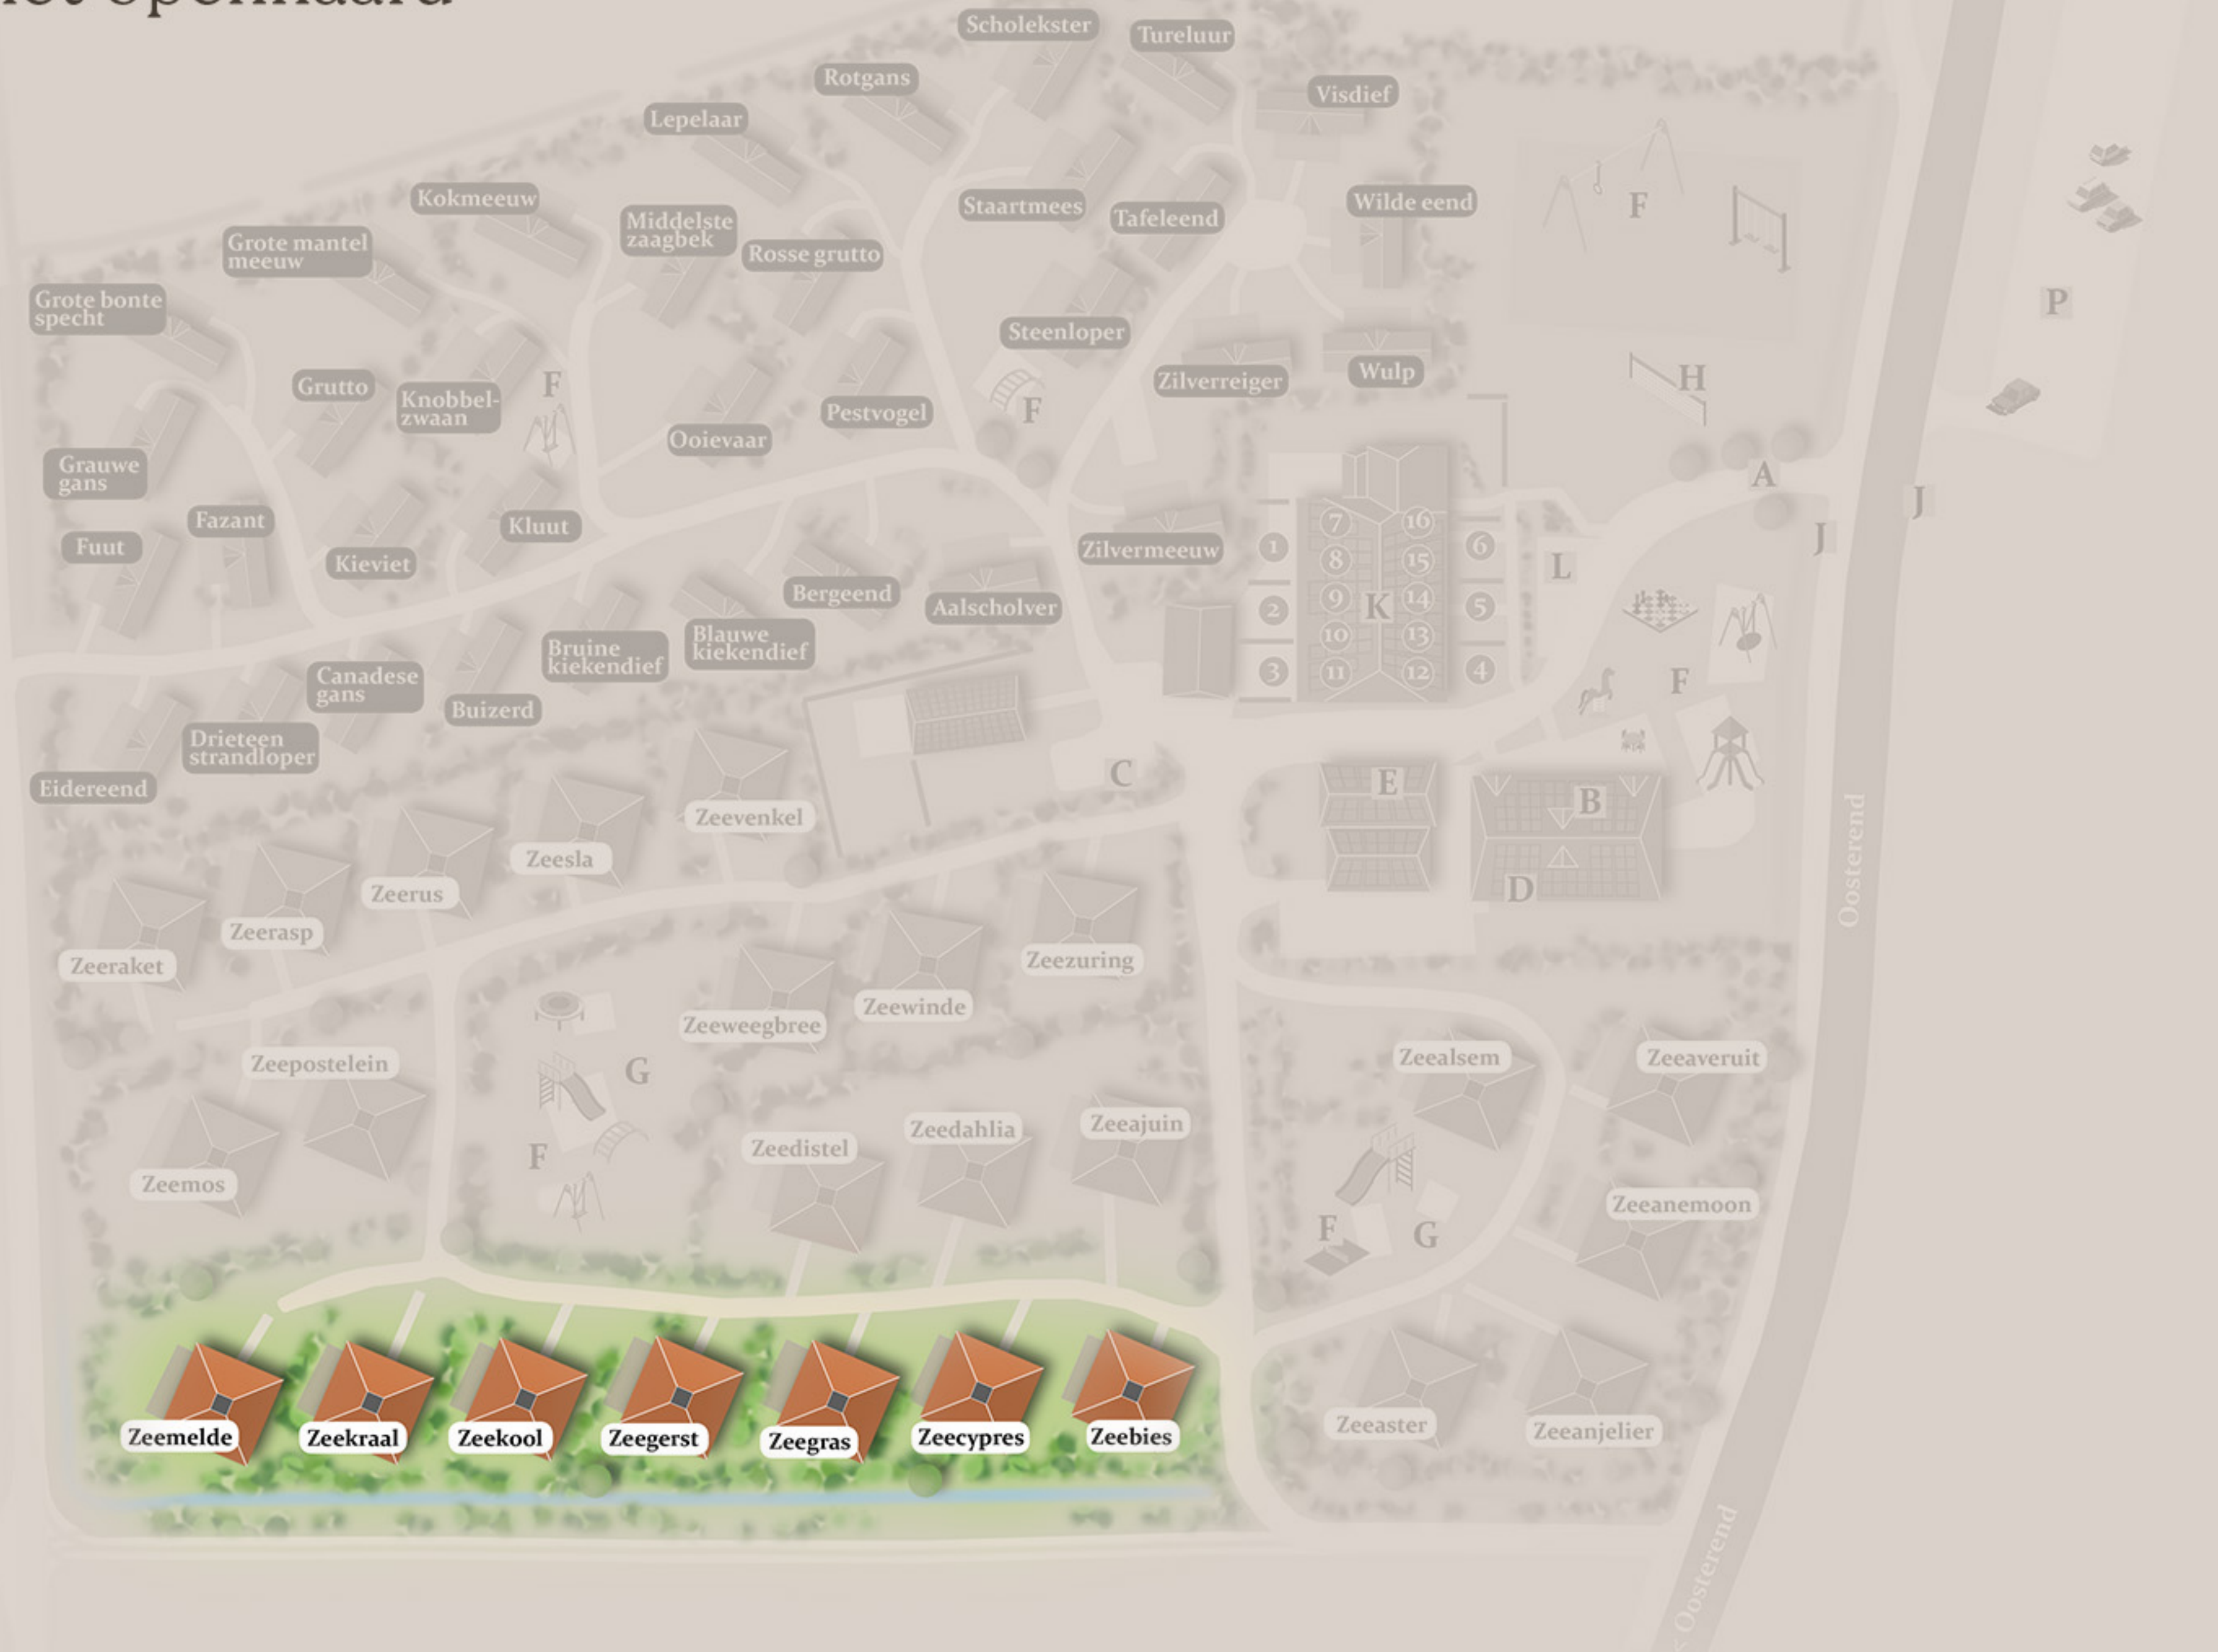 Scholekster
Tureluur
Rotgans
Visdief
Lepelaar
Kokmeeuw
Middelste
zaagbek
Staartmees
Tafeleend
Wilde eend
F
Grote mantel
meeuw
Rosse grutto
Grote bonte
specht
P
Steenloper
Zilverreiger
Wulp
H
Grutto
Knobbel-
zwaan
F
Ooievaar
Pestvogel
F
Grauwe
gans
A
J
J
Fazant
Fuut
Kieviet
Kluut
Zilvermeeuw
1
2
3
7
8
9
10
11
K
16
15
14
13
12
6
5
4
L
Bergeend
Aalscholver
Bruine
kiekendief
Blauwe
kiekendief
F
Canadese
gans
Buizerd
Drieteen
strandloper
Eidereend
C
E
B
D
Oosterend
Zeevenkel
Zeesla
Zeerus
Zeerasp
Zeeraket
Zeezuring
Zeewinde
Zeeweegbree
Zeepostelein
G
Zeealsem
Zeeaveruit
Zeemos
F
Zeedistel
Zeedahlia
Zeeajuin
F
G
Zeeanemoon
Zeemelde
Zeekraal
Zeekool
Zeegerst
Zeegras
Zeecypres
Zeebies
Zeeaster
Zeeanjelier
Oosterend